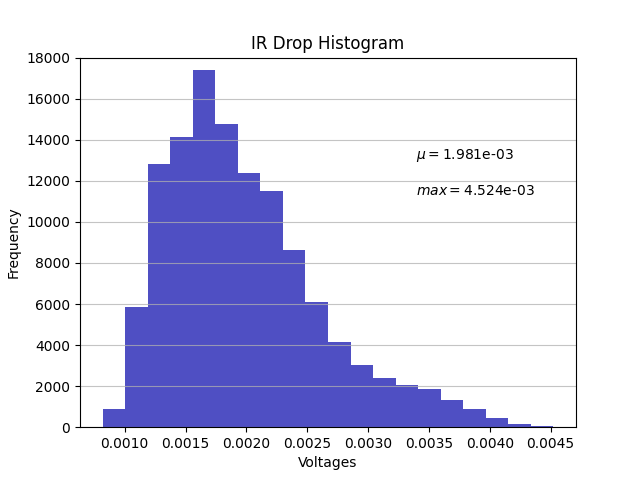 IR Drop Histogram
18000
16000
14000
12000
10000
8000
6000
4000
2000
0
Frequency
μ = 1.981e-03
max = 4.524e-03
0.0010 0.0015 0.0020 0.0025 0.0030 0.0035 0.0040 0.0045
Voltages